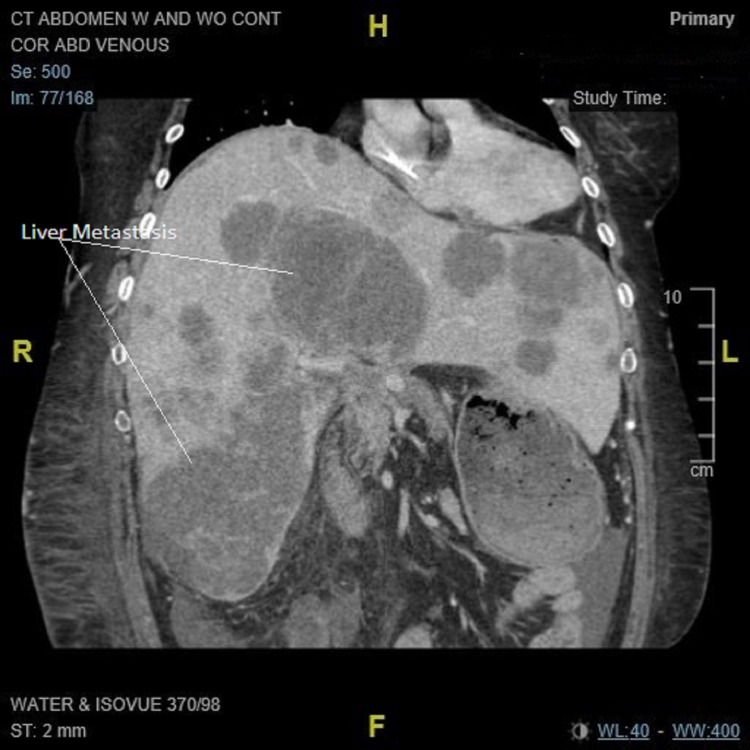 CT ABDOMEN W AND WO CONT
COR ABD VENOUS
Se: 500
Im: 77/168
H
Primary
Study Time:
Liver Metastasis
R
10
L
cm
WATER & ISOVUE 370/98
ST: 2 mm
F
WL:40 - WW:400